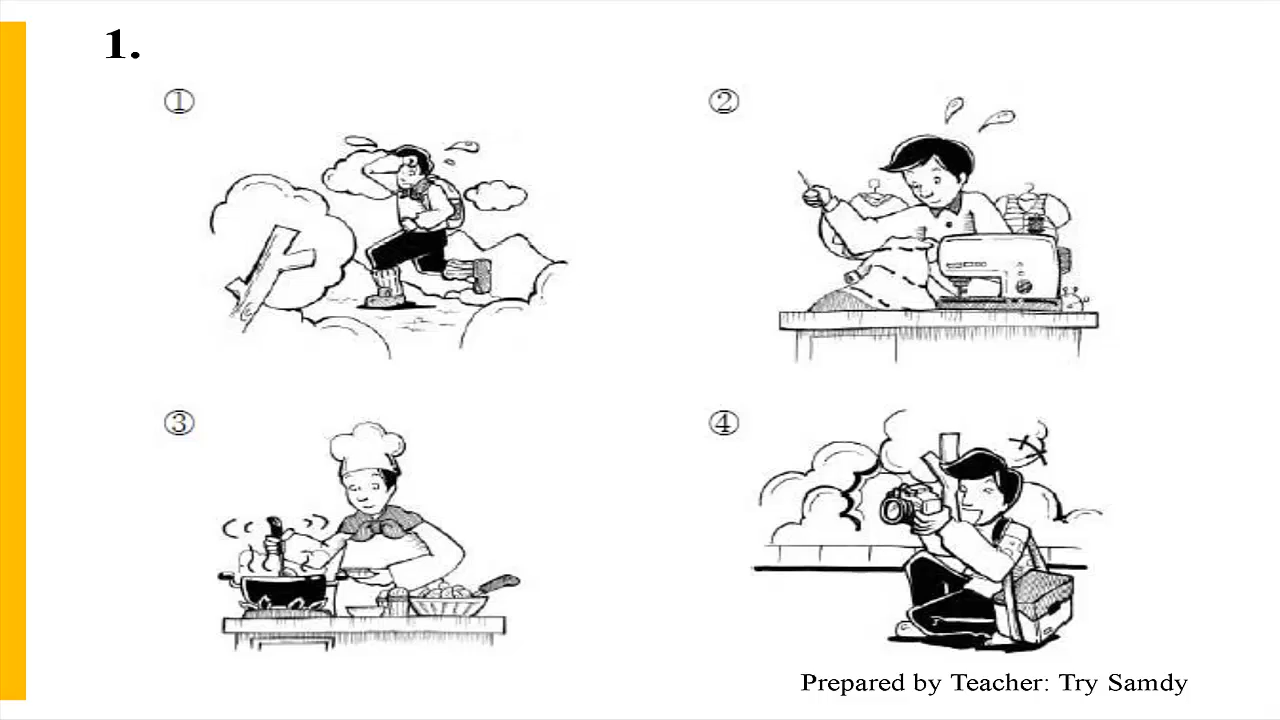 1.
① ②
③ ④
Prepared by Teacher: Try Samdy